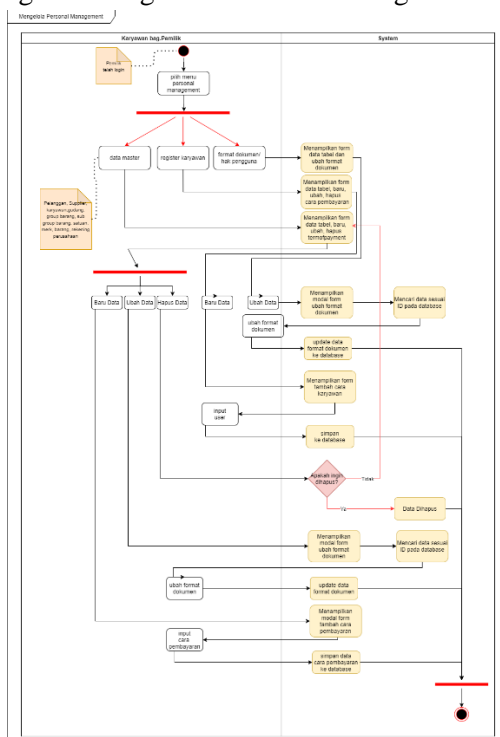 Mengelola Personal Management
Karyawan bag.Pemilik
System
telah login
pilih menu
personal
management
data master
register karyawan
format dokumen/
hak pengguna
Menampilkan form
data tabel dan
ubah format
dokumen
Menampilkan form
data tabel, baru,
ubah, hapus
cara pembayaran
Menampilkan form
data tabel, baru,
ubah, hapus
termofpayment
Pelanggan, Supplier,
karyawan gudang,
group barang, sub
group barang, satuan,
merk, barang, rekening
perusahaan
Baru Data
Ubah Data
Hapus Data
Baru Data
Ubah Data
Menampilkan
modal form
ubah format
dokumen
Mencari data sesuai
ID pada database
ubah format
dokumen
update data
format dokumen
ke database
Menampilkan form
tambah cara
karyawan
input
user
simpan
ke database
Apakah ingin
dihapus?
Tidak
Ya
Data Dihapus
Menampilkan
modal form
ubah format
dokumen
Mencari data sesuai
ID pada database
ubah format
dokumen
update data
format dokumen
Menampilkan
modal form
tambah cara
pembayaran
input
cara
pembayaran
simpan data
cara pembayaran
ke database